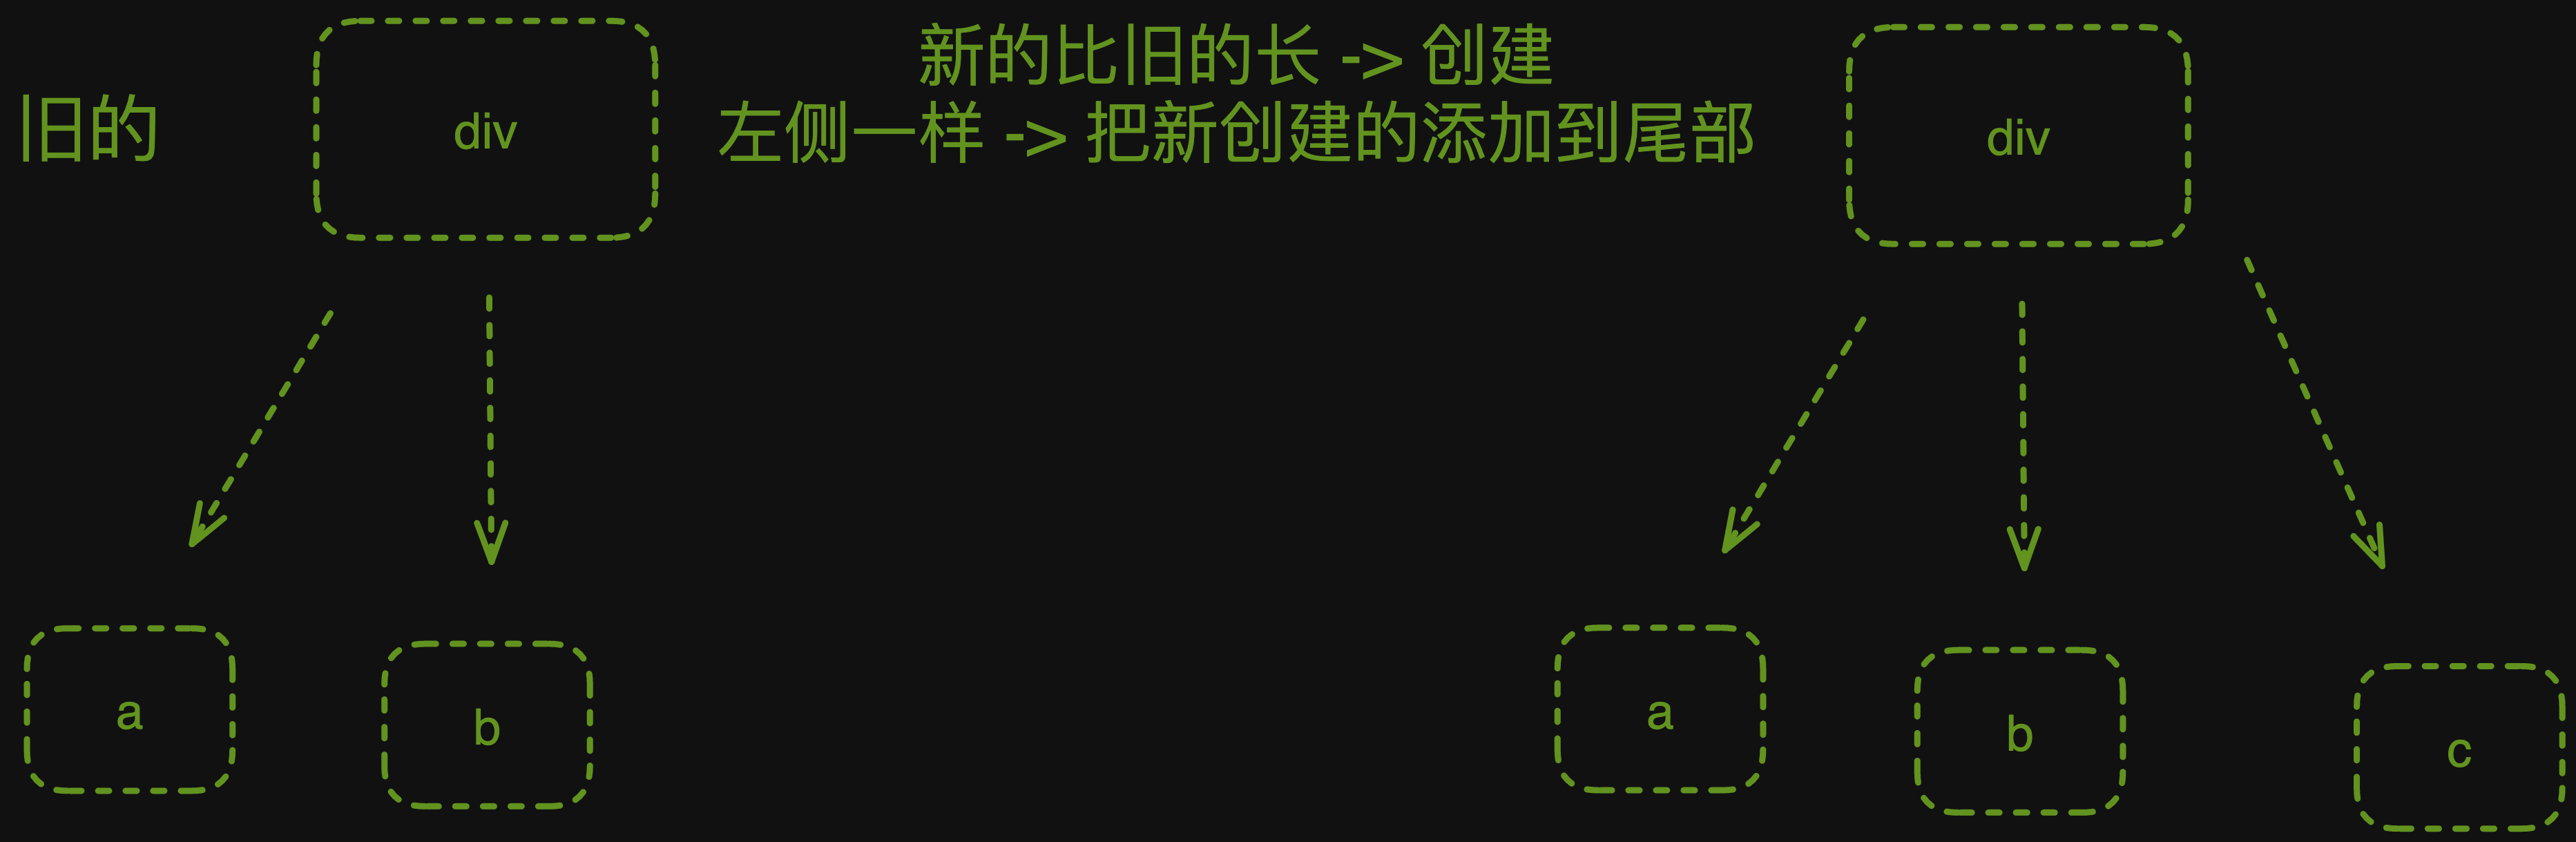 旧的
div
新的比旧的长 -> 创建
左侧一样 -> 把新创建的添加到尾部
div
a
b
a
b
c